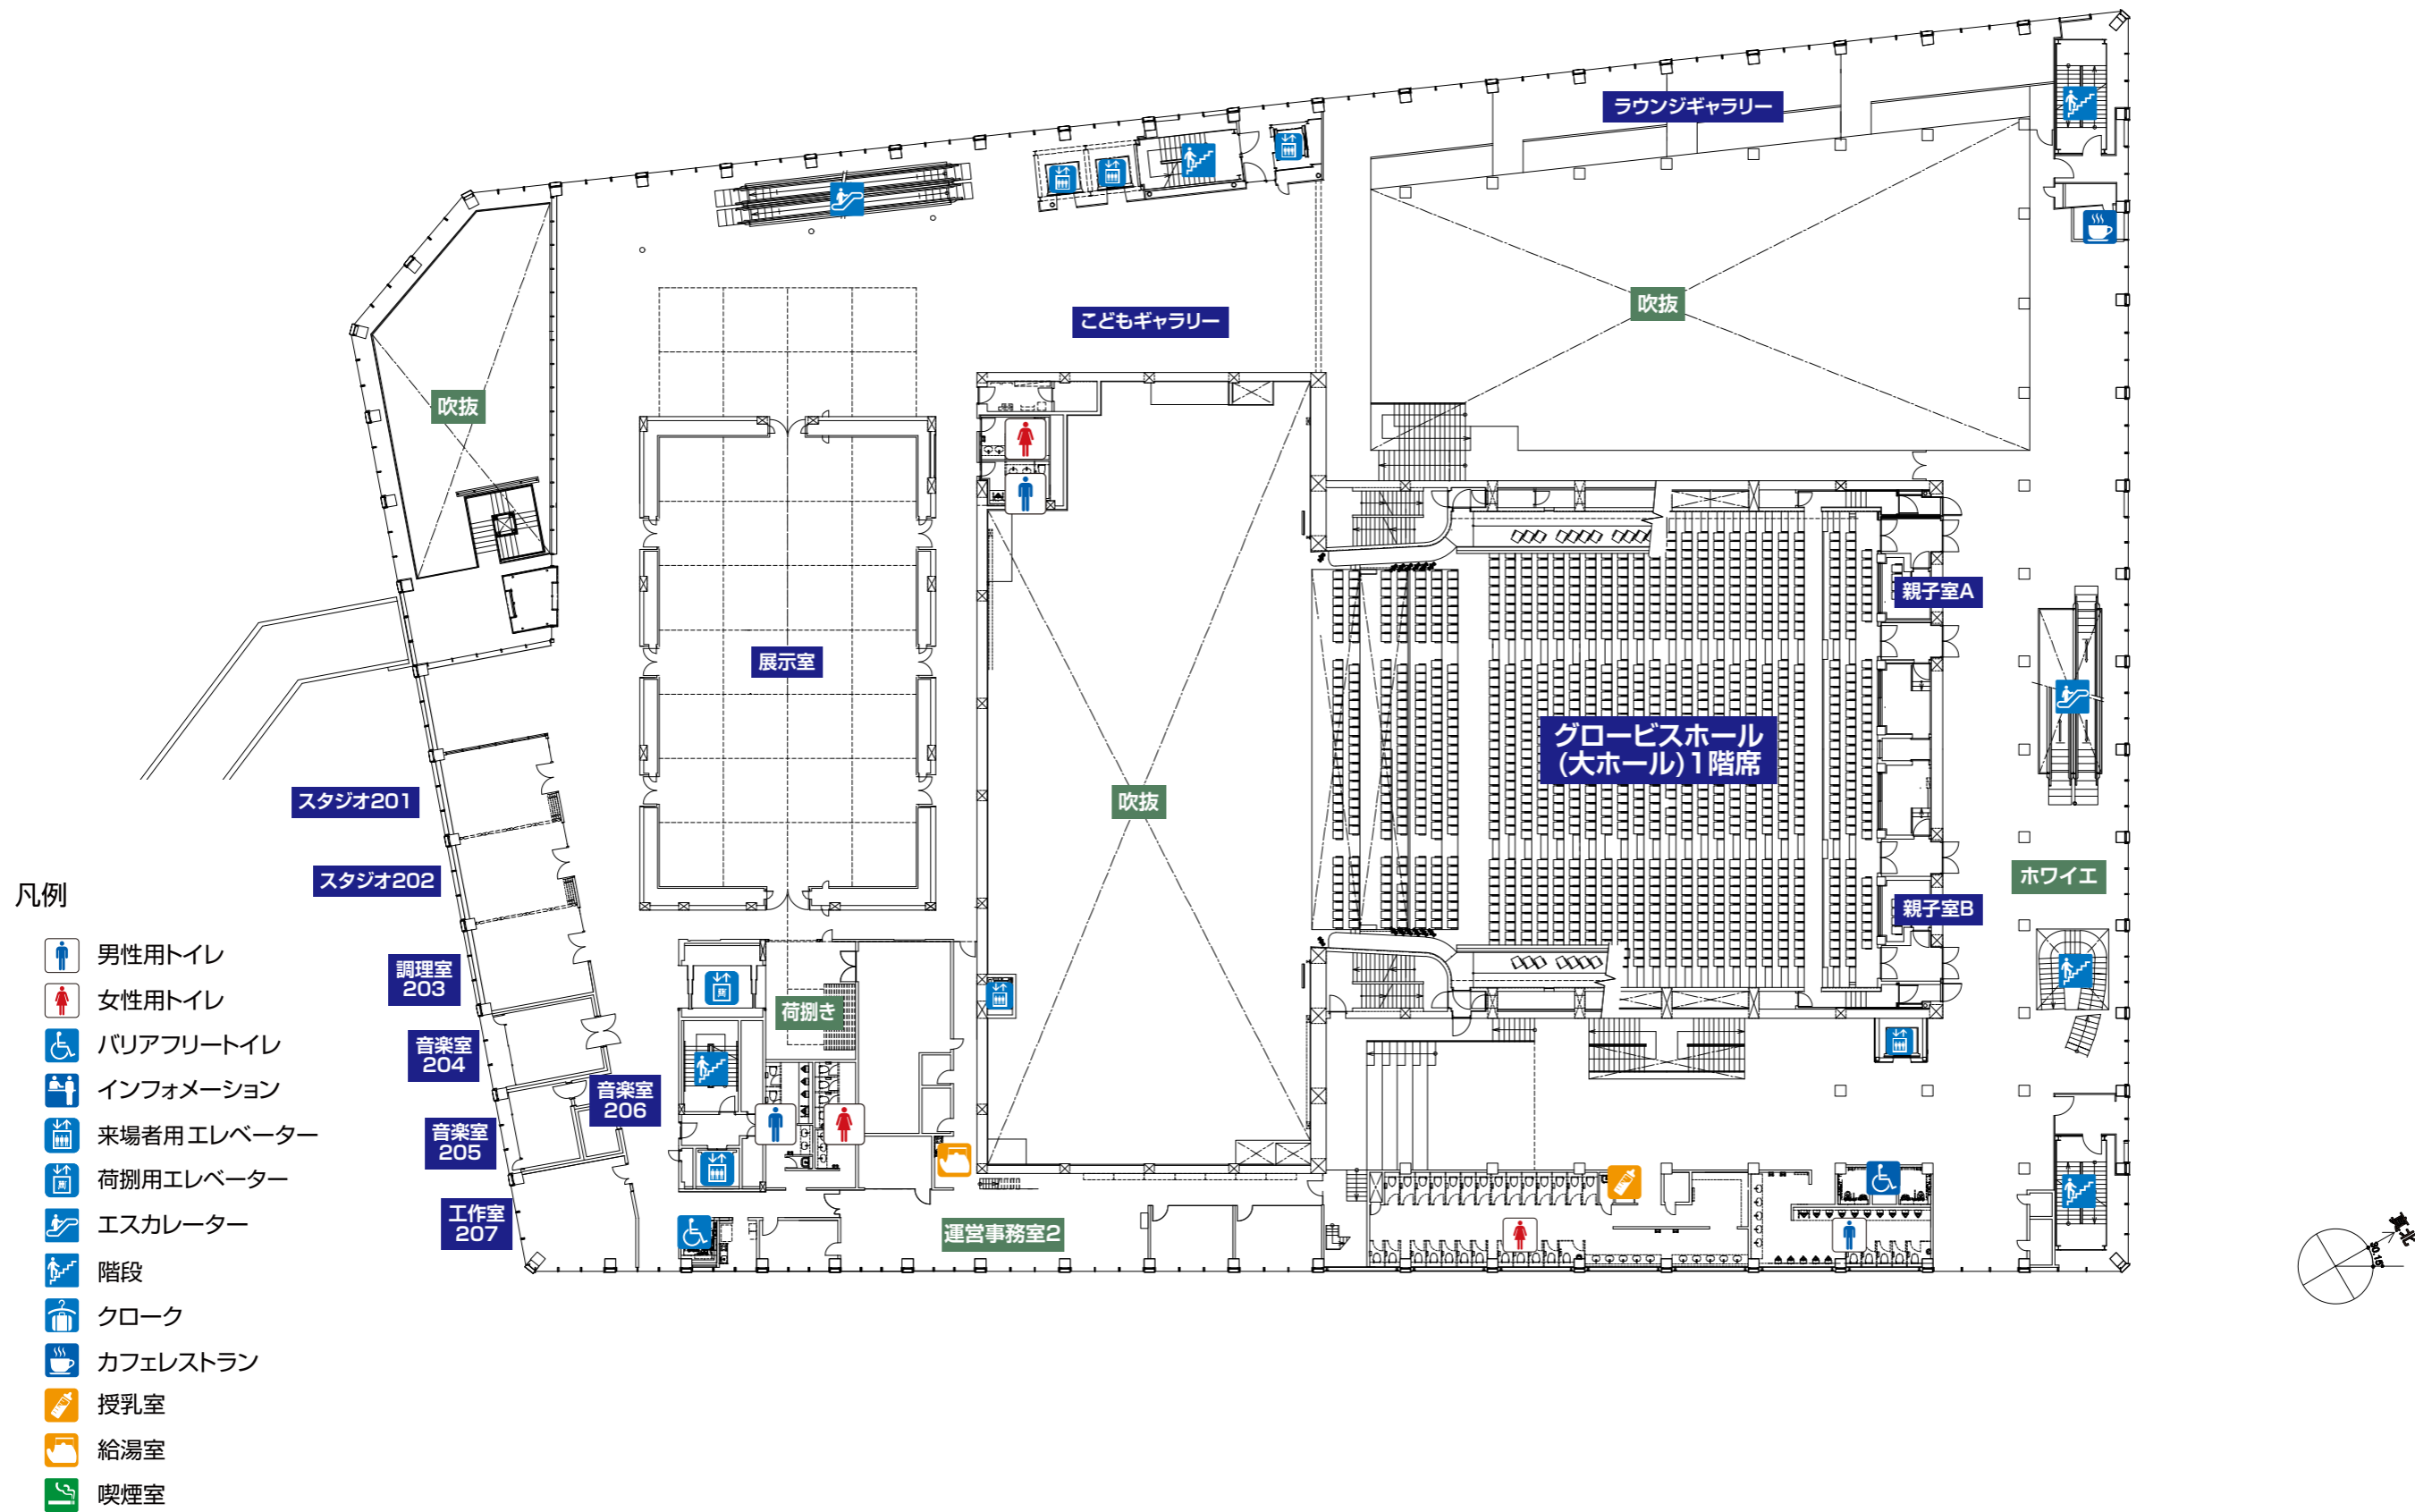 ラウンジギャラリー
吹抜
こどもギャラリー
吹抜
展示室
親子室A
グロービスホール
(大ホール)1階席
吹抜
スタジオ201
スタジオ202
ホワイエ
親子室B
調理室
203
荷捌き
音楽室
204
音楽室
206
音楽室
205
工作室
207
運営事務室2
真北
30.15°
凡例
男性用トイレ
女性用トイレ
バリアフリートイレ
インフォメーション
来場者用エレベーター
荷捌用エレベーター
エスカレーター
階段
クローク
カフェレストラン
授乳室
給湯室
喫煙室